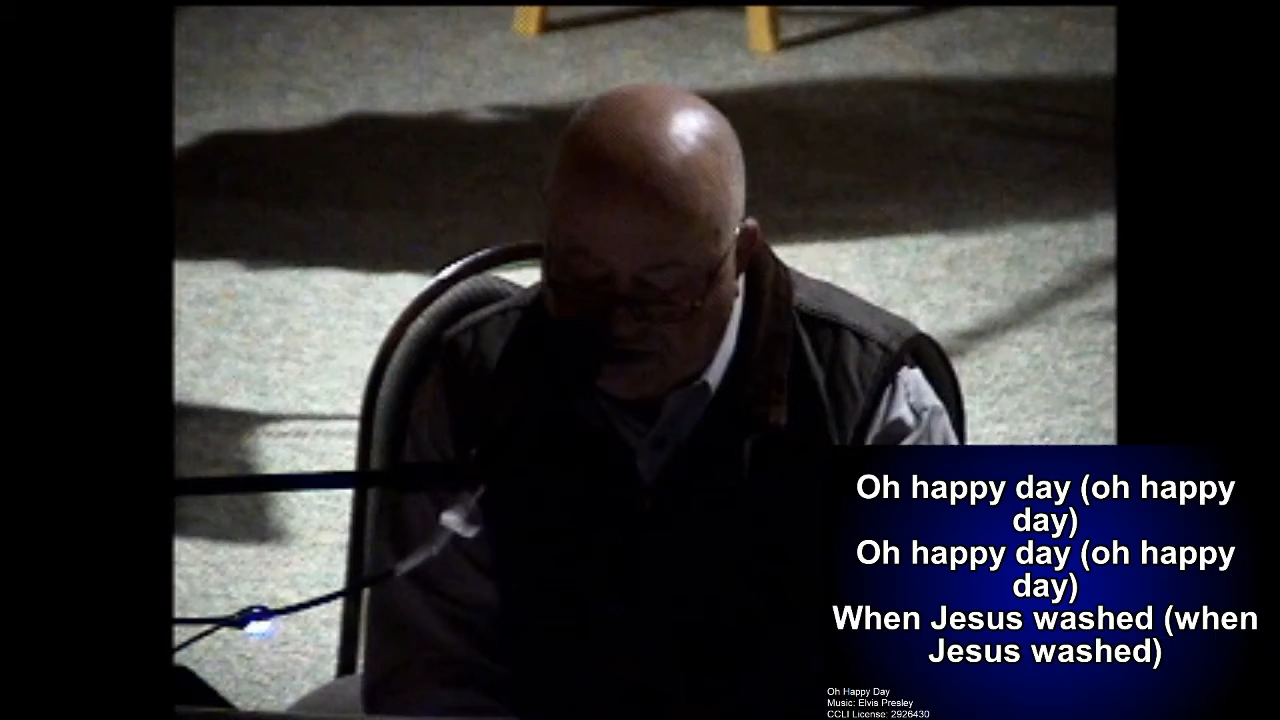 Oh happy day (oh happy
day)
Oh happy day (oh happy
day)
When Jesus washed (when
Jesus washed)
Oh Happy Day
Music: Elvis Presley
CCLI License: 2926430